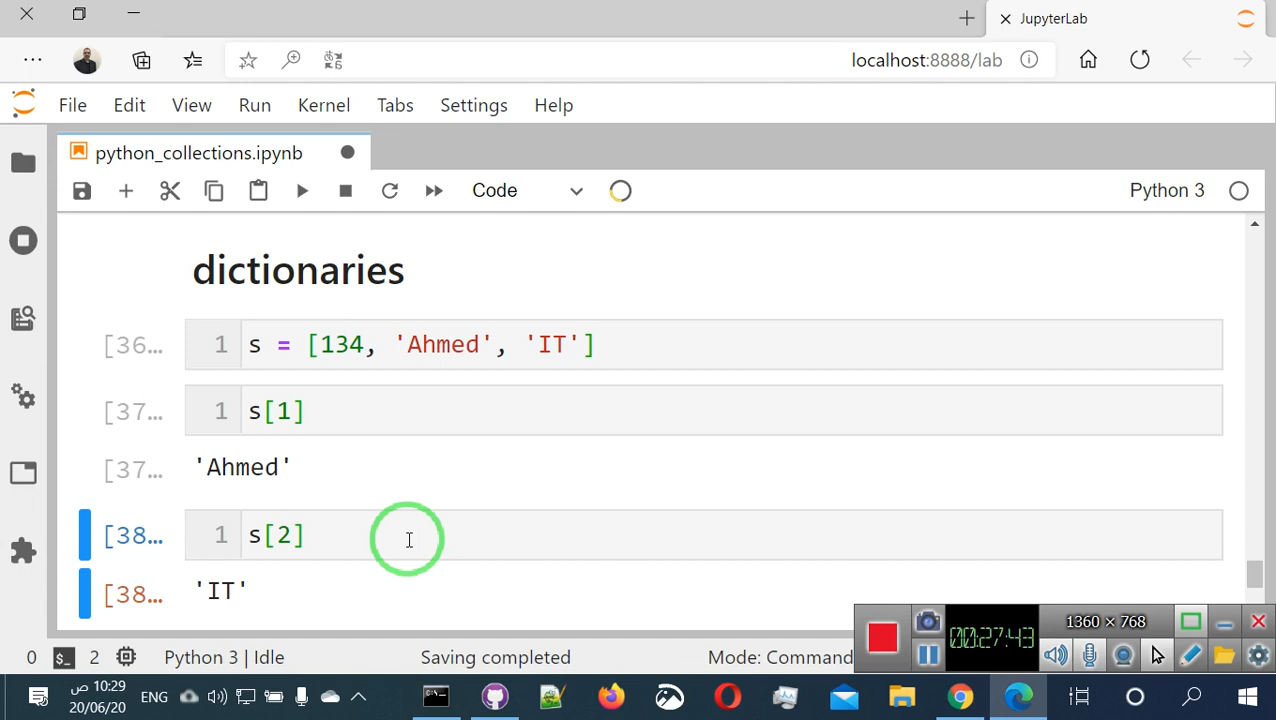 JupyterLab
localhost:8888/lab
File Edit View Run Kernel Tabs Settings Help
python_collections.ipynb
Code
Python 3
dictionaries
[36... 1 s = [134, 'Ahmed', 'IT']
[37... 1 s[1]
[37... 'Ahmed'
[38... 1 s[2]
[38... 'IT'
1360 × 768
00:27:43
0 $_ 2 Python 3 | Idle Saving completed Mode: Command
10:29 ص ENG
20/06/20